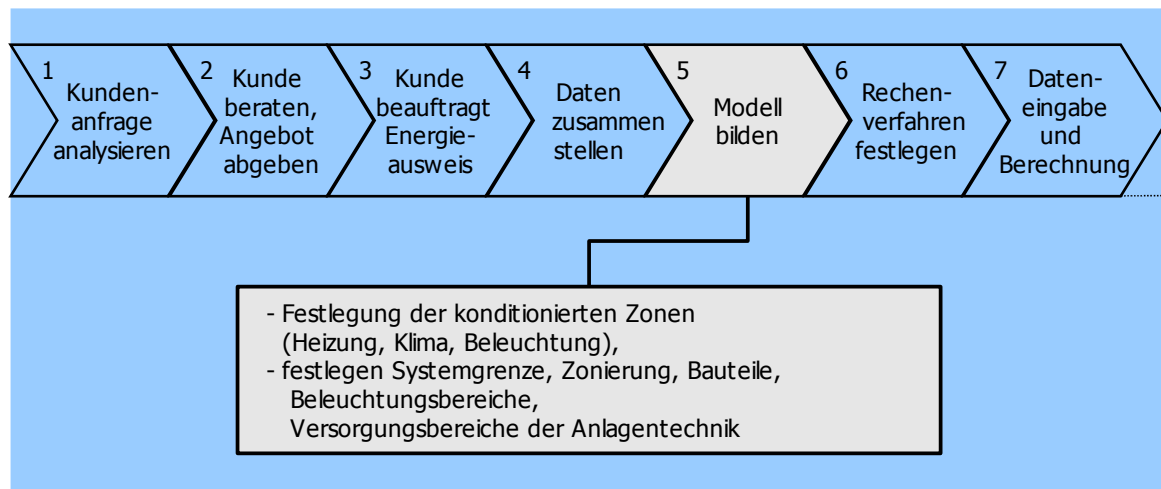 1
Kunden-
anfrage
analysieren
2
Kunde
beraten,
Angebot
abgeben
3
Kunde
beauftragt
Energie-
ausweis
4
Daten
zusammen
stellen
5
Modell
bilden
6
Rechen-
verfahren
festlegen
7
Daten-
eingabe
und
Berechnung
- Festlegung der konditionierten Zonen
(Heizung, Klima, Beleuchtung),
- festlegen Systemgrenze, Zonierung, Bauteile,
Beleuchtungsbereiche,
Versorgungsbereiche der Anlagentechnik